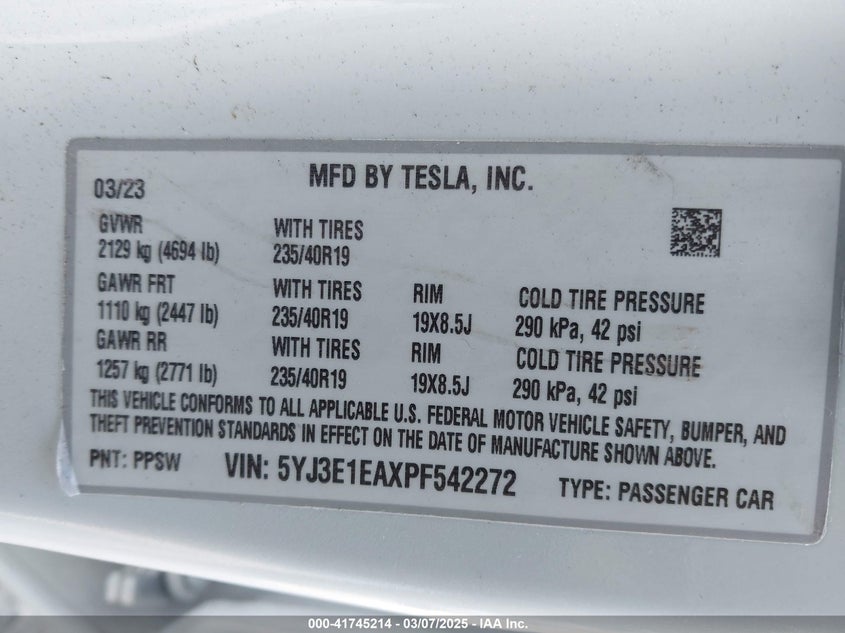 03/23 MFD BY TESLA, INC.
GVWR WITH TIRES
2129 kg (4694 lb) 235/40R19
GAWR FRT WITH TIRES RIM COLD TIRE PRESSURE
1110 kg (2447 lb) 235/40R19 19X8.5J 290 kPa, 42 psi
GAWR RR WITH TIRES RIM COLD TIRE PRESSURE
1257 kg (2771 lb) 235/40R19 19X8.5J 290 kPa, 42 psi
THIS VEHICLE CONFORMS TO ALL APPLICABLE U.S. FEDERAL MOTOR VEHICLE SAFETY, BUMPER, AND
THEFT PREVENTION STANDARDS IN EFFECT ON THE DATE OF MANUFACTURE SHOWN ABOVE.
PNT: PPSW VIN: 5YJ3E1EAXPF542272 TYPE: PASSENGER CAR
000-41745214 - 03/07/2025 - IAA Inc.